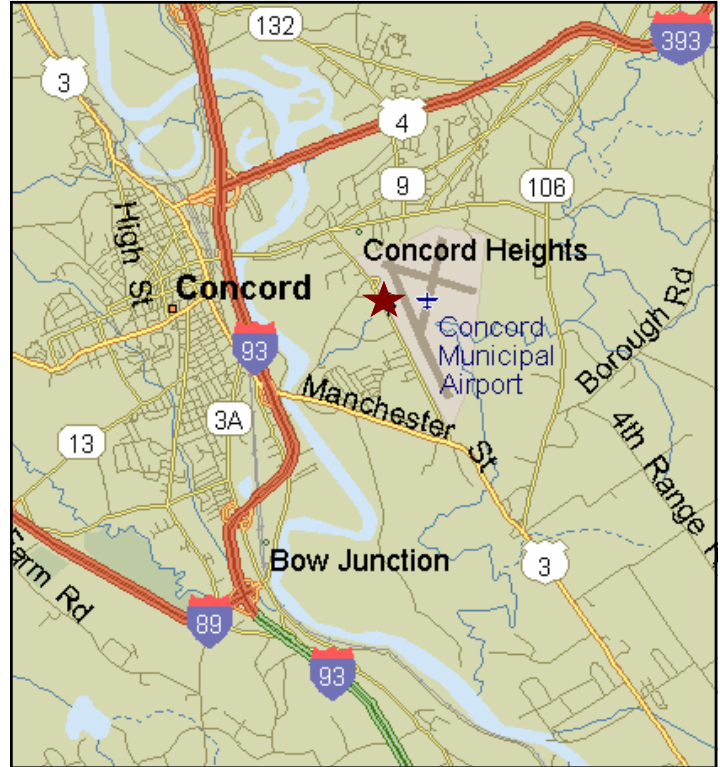 132
393
3
4
9
106
High St
Concord Heights
Concord
Concord
Municipal
Airport
Borough Rd
93
Manchester St
3A
4th Range
13
Bow Junction
3
Farm Rd
89
93